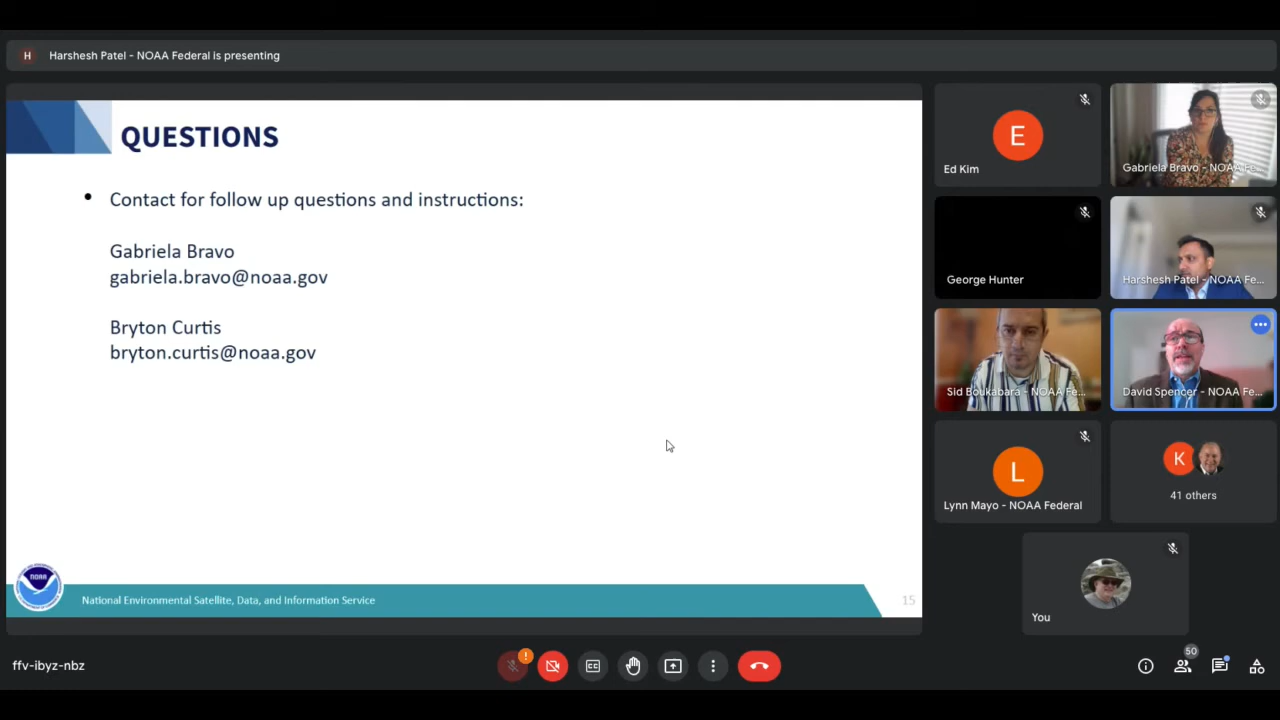 H Harshesh Patel - NOAA Federal is presenting
QUESTIONS
• Contact for follow up questions and instructions:
Gabriela Bravo
gabriela.bravo@noaa.gov
Bryton Curtis
bryton.curtis@noaa.gov
NOAA
National Environmental Satellite, Data, and Information Service
15
E
Ed Kim
Gabriela Bravo - NOAA Fe...
George Hunter
Harshesh Patel - NOAA Fe...
Sid Boukabara - NOAA Fe...
David Spencer - NOAA Fe...
L
Lynn Mayo - NOAA Federal
K
41 others
You
ffv-ibyz-nbz
!
CC
50